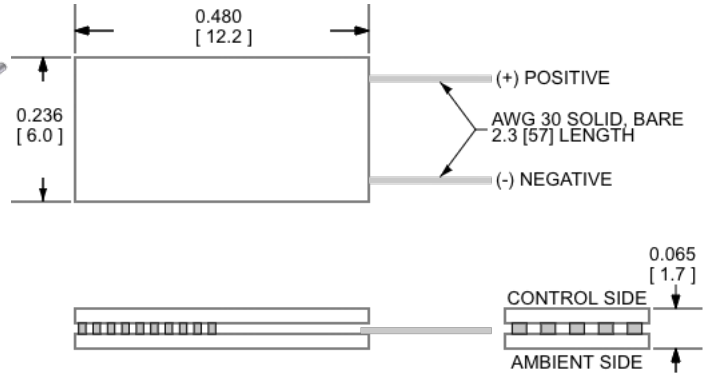 0.480
[ 12.2 ]
(+) POSITIVE
0.236
[ 6.0 ]
AWG 30 SOLID, BARE
2.3 [57] LENGTH
(-) NEGATIVE
0.065
[ 1.7 ]
CONTROL SIDE
AMBIENT SIDE